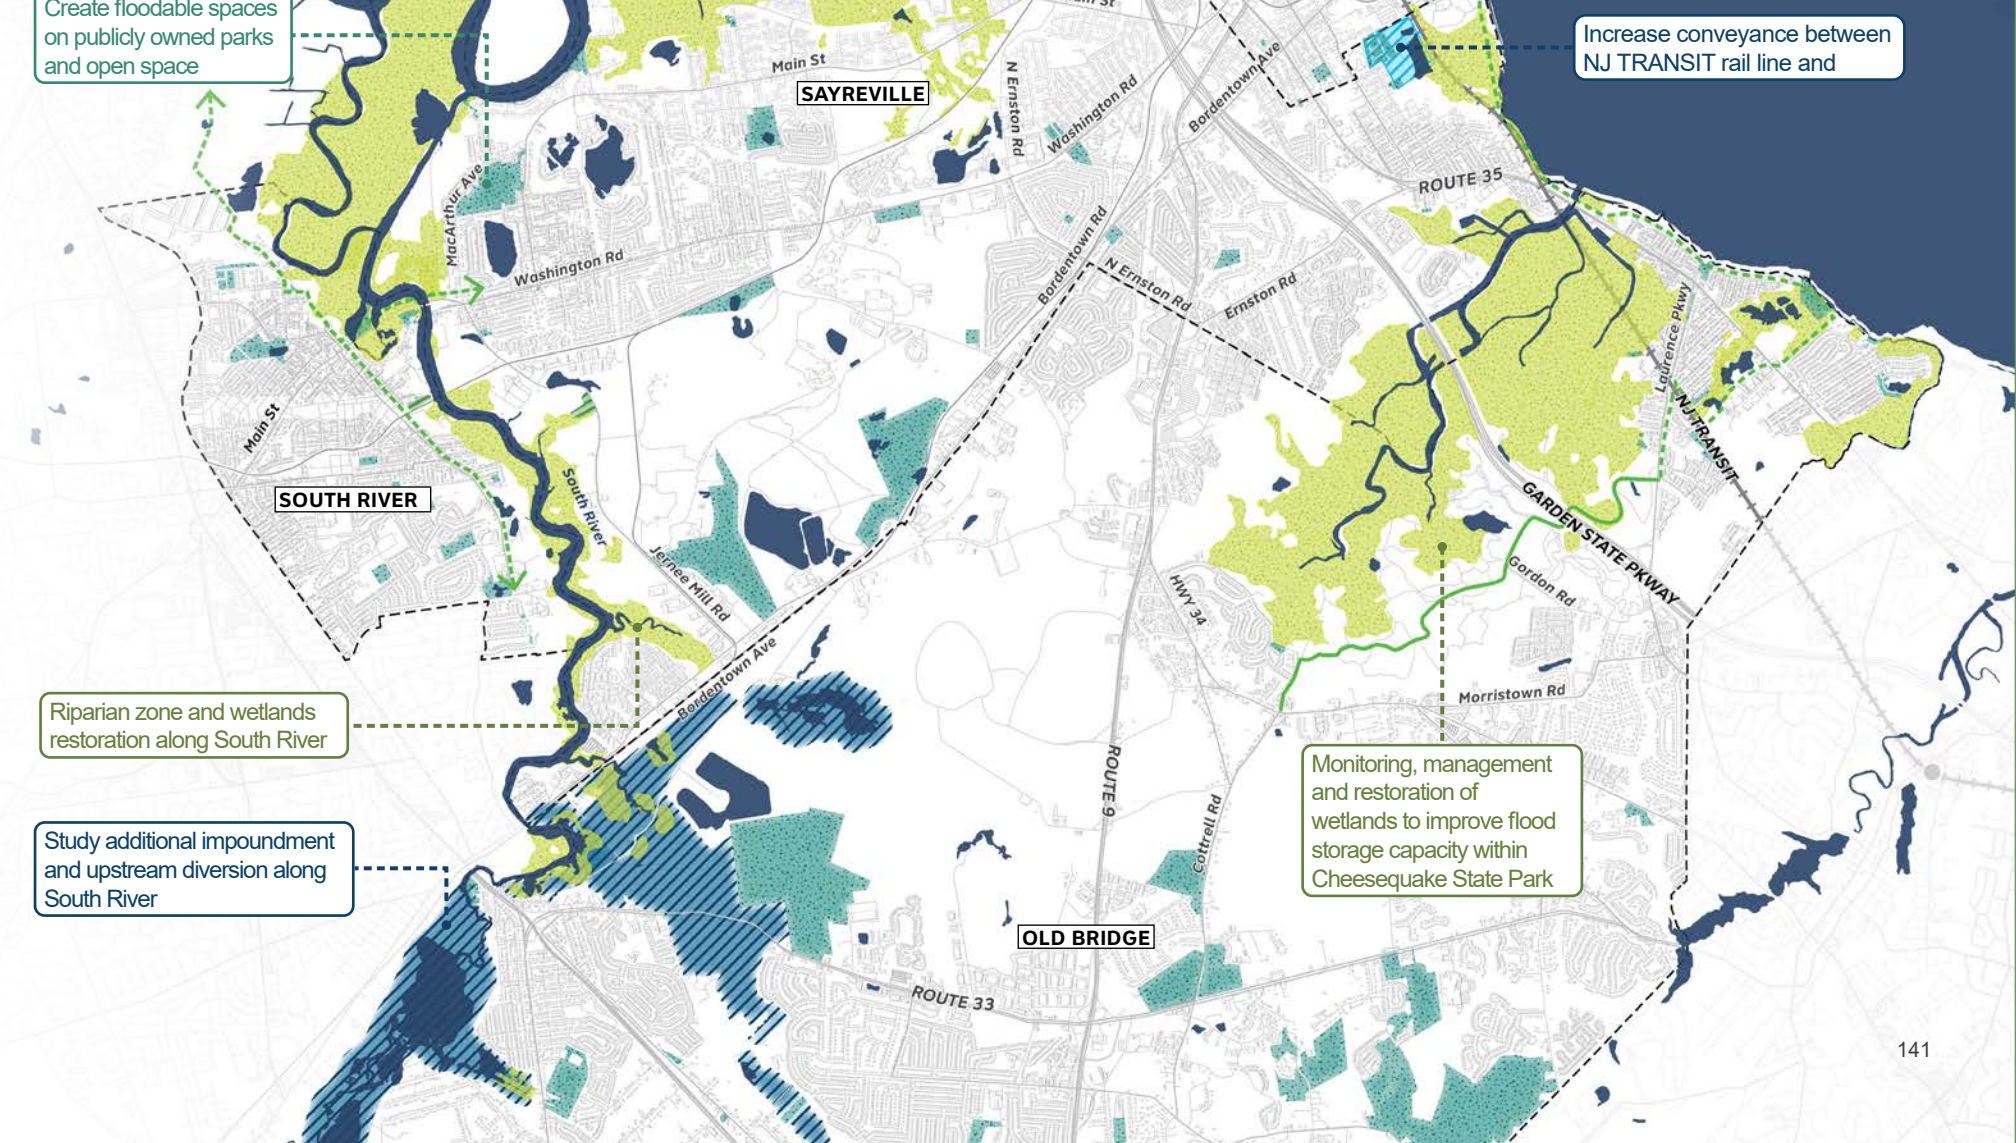 Create floodable spaces
on publicly owned parks
and open space
Increase conveyance between
NJ TRANSIT rail line and
Main St
SAYREVILLE
N Ernston Rd
Washington Rd
Bordentown Ave
ROUTE 35
MacArthur Ave
Washington Rd
Bordentown Rd
N Ernston Rd
Ernston Rd
Laurence Pkwy
NJ TRANSIT
Main St
SOUTH RIVER
South River
Jernee Mill Rd
GARDEN STATE PKWAY
Gordon Rd
HWY 34
Bordentown Ave
Morristown Rd
Riparian zone and wetlands
restoration along South River
ROUTE 9
Cottrell Rd
Monitoring, management
and restoration of
wetlands to improve flood
storage capacity within
Cheesequake State Park
Study additional impoundment
and upstream diversion along
South River
OLD BRIDGE
ROUTE 33
141